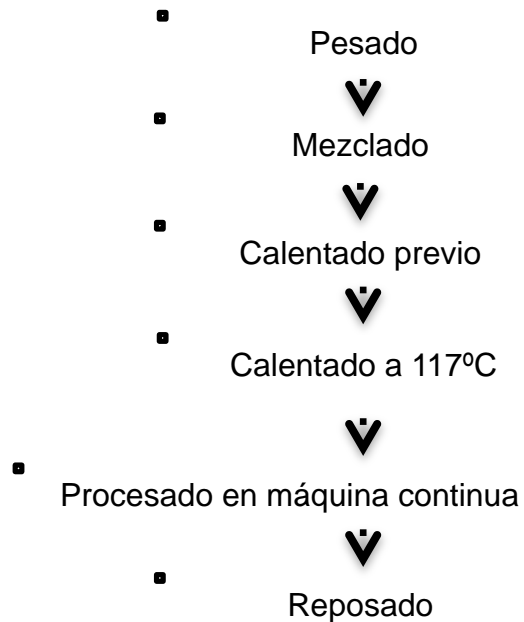 Pesado
Mezclado
Calentado previo
Calentado a 117ºC
Procesado en máquina continua
Reposado